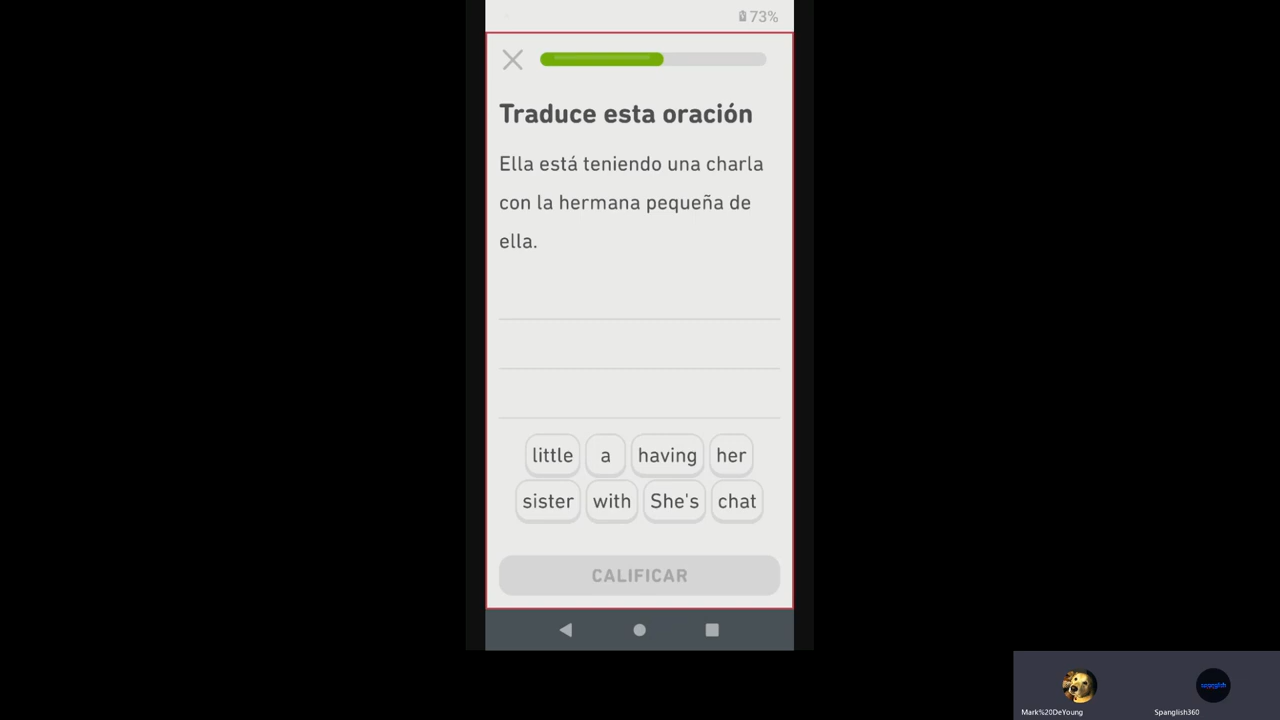 73%
Traduce esta oración
Ella está teniendo una charla
con la hermana pequeña de
ella.
little a having her
sister with She's chat
CALIFICAR
Mark%20DeYoung Spanglish360